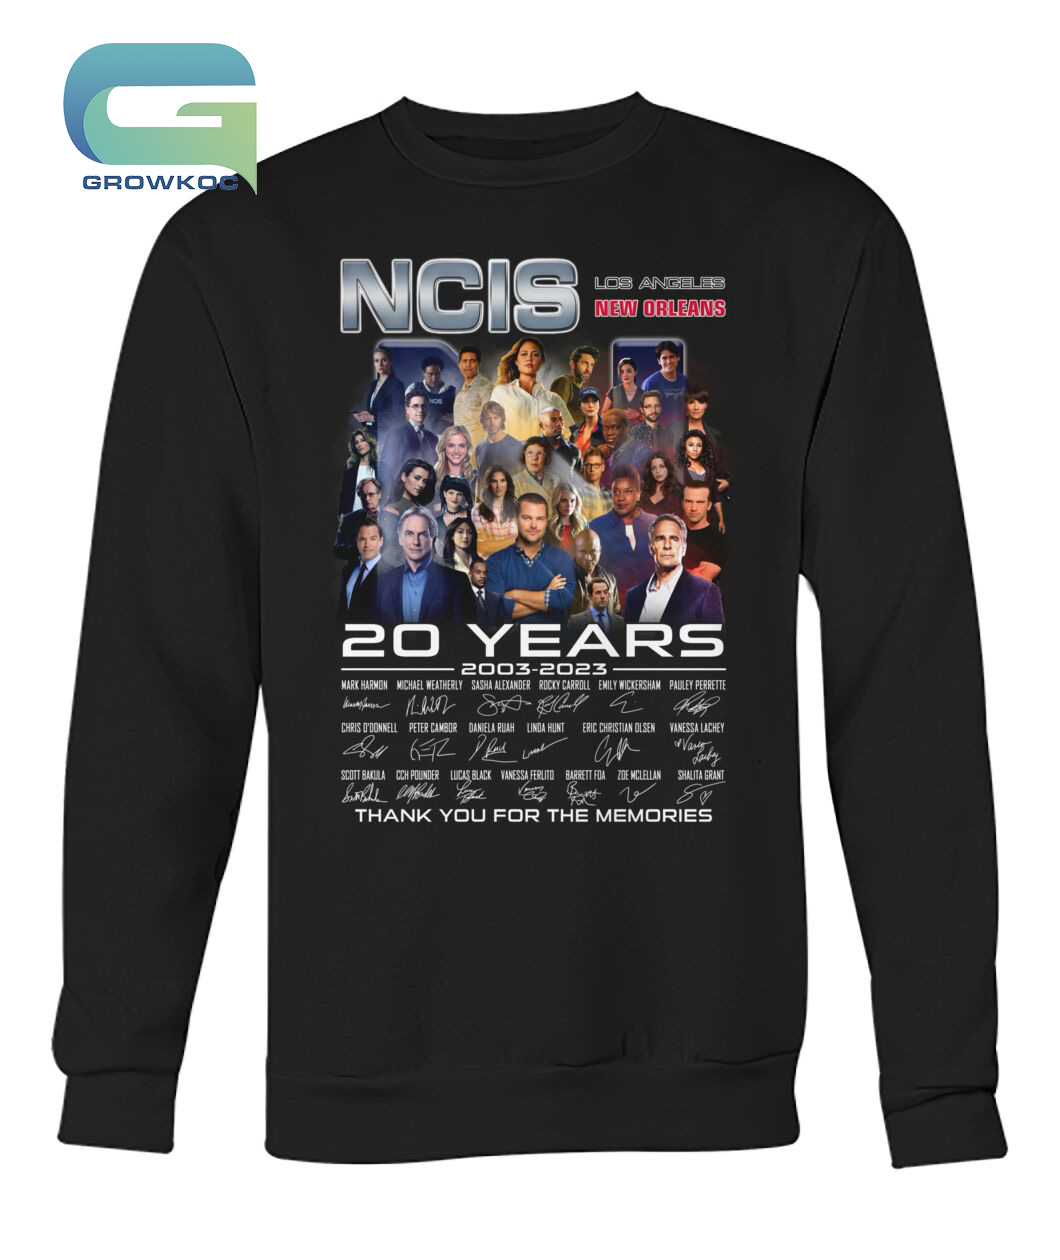 GROWKOC
NCIS
LOS ANGELES
NEW ORLEANS
NCIS
20 YEARS
2003-2023
MARK HARMON MICHAEL WEATHERLY SASHA ALEXANDER ROCKY CARROLL EMILY WICKERSHAM PAULEY PERRETTE
CHRIS O'DONNELL PETER CAMBOR DANIELA RUAH LINDA HUNT ERIC CHRISTIAN OLSEN VANESSA LACHEY
SCOTT BAKULA CCH POUNDER LUCAS BLACK VANESSA FERLITO BARRETT FOA ZOE MCLELLAN SHALITA GRANT
THANK YOU FOR THE MEMORIES